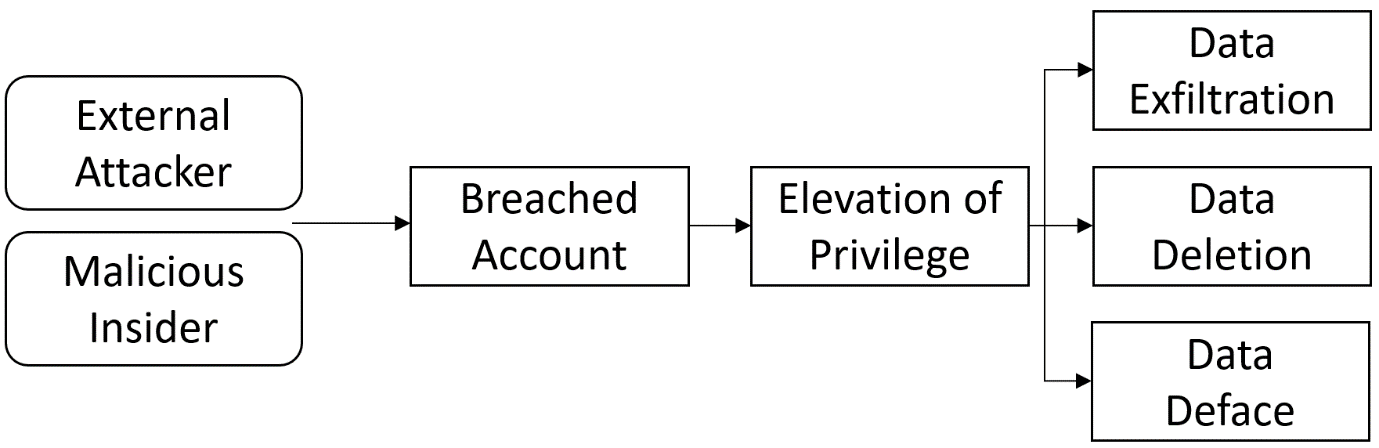 External
Attacker
Malicious
Insider
Breached
Account
Elevation of
Privilege
Data
Exfiltration
Data
Deletion
Data
Deface